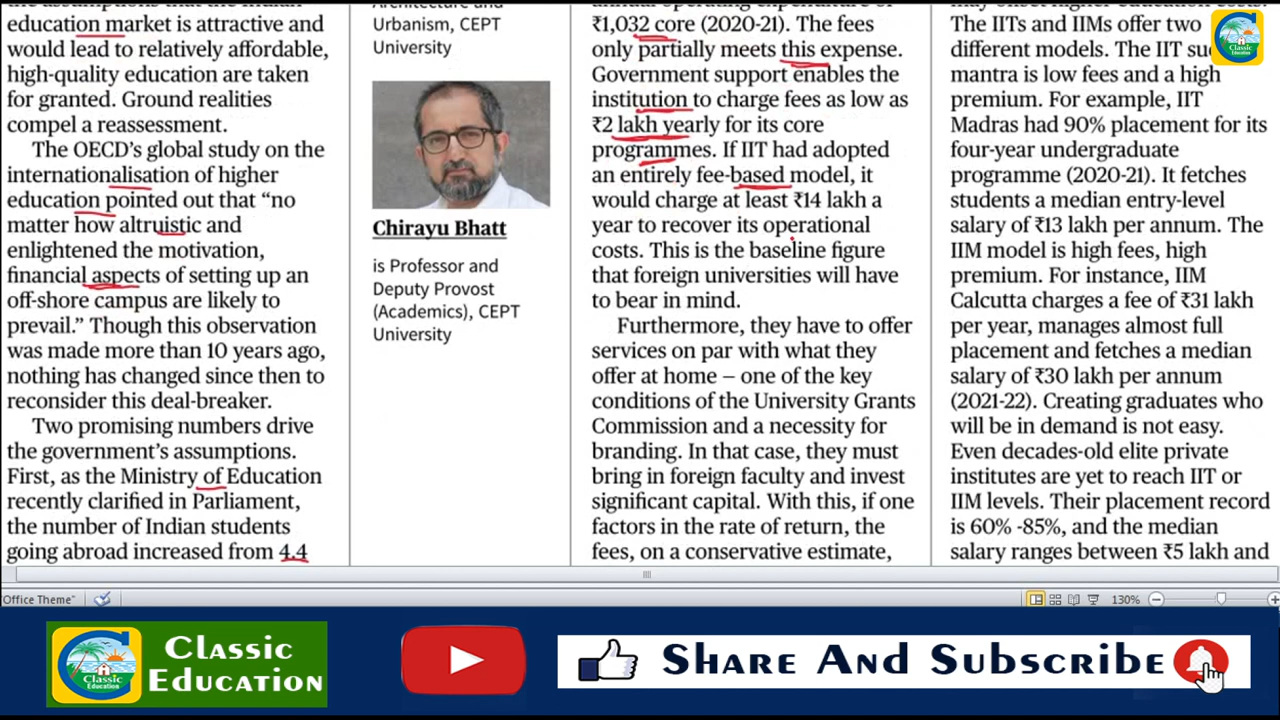 education market is attractive and
would lead to relatively affordable,
high-quality education are taken
for granted. Ground realities
compel a reassessment.
The OECD's global study on the
internationalisation of higher
education pointed out that “no
matter how altruistic and
enlightened the motivation,
financial aspects of setting up an
off-shore campus are likely to
prevail.” Though this observation
was made more than 10 years ago,
nothing has changed since then to
reconsider this deal-breaker.
Two promising numbers drive
the government's assumptions.
First, as the Ministry of Education
recently clarified in Parliament,
the number of Indian students
going abroad increased from 4.4
Urbanism, CEPT
University
Chirayu Bhatt
is Professor and
Deputy Provost
(Academics), CEPT
University
₹1,032 core (2020-21). The fees
only partially meets this expense.
Government support enables the
institution to charge fees as low as
₹2 lakh yearly for its core
programmes. If IIT had adopted
an entirely fee-based model, it
would charge at least ₹14 lakh a
year to recover its operational
costs. This is the baseline figure
that foreign universities will have
to bear in mind.
Furthermore, they have to offer
services on par with what they
offer at home – one of the key
conditions of the University Grants
Commission and a necessity for
branding. In that case, they must
bring in foreign faculty and invest
significant capital. With this, if one
factors in the rate of return, the
fees, on a conservative estimate,
The IITs and IIMs offer two
different models. The IIT
mantra is low fees and a high
premium. For example, IIT
Madras had 90% placement for its
four-year undergraduate
programme (2020-21). It fetches
students a median entry-level
salary of ₹13 lakh per annum. The
IIM model is high fees, high
premium. For instance, IIM
Calcutta charges a fee of ₹31 lakh
per year, manages almost full
placement and fetches a median
salary of ₹30 lakh per annum
(2021-22). Creating graduates who
will be in demand is not easy.
Even decades-old elite private
institutes are yet to reach IIT or
IIM levels. Their placement record
is 60% -85%, and the median
salary ranges between ₹5 lakh and
Classic
Education
"Office Theme"
130%
Classic
Education
Classic
Education
Share And Subscribe